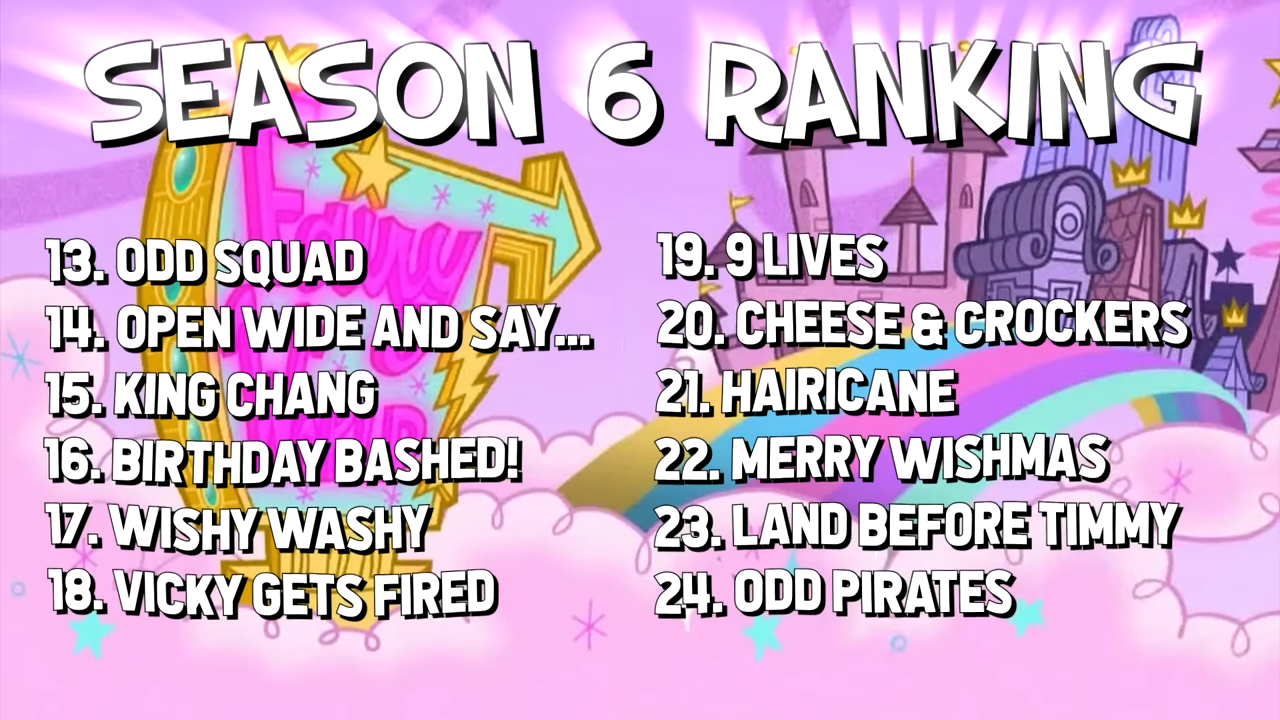 SEASON 6 RANKING
Fairy
13. ODD SQUAD
14. OPEN WIDE AND SAY...
15. KING CHANG
16. BIRTHDAY BASHED!
17. WISHY WASHY
18. VICKY GETS FIRED
19. 9 LIVES
20. CHEESE & CROCKERS
21. HAIRICANE
22. MERRY WISHMAS
23. LAND BEFORE TIMMY
24. ODD PIRATES